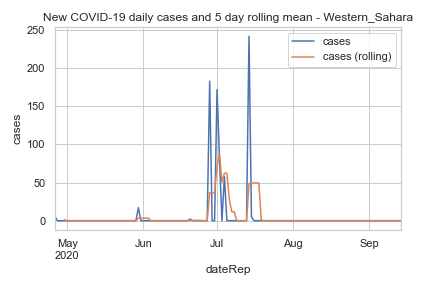 New COVID-19 daily cases and 5 day rolling mean - Western_Sahara
cases
cases (rolling)
250
200
150
100
50
0
cases
May Jun Jul Aug Sep
2020
dateRep